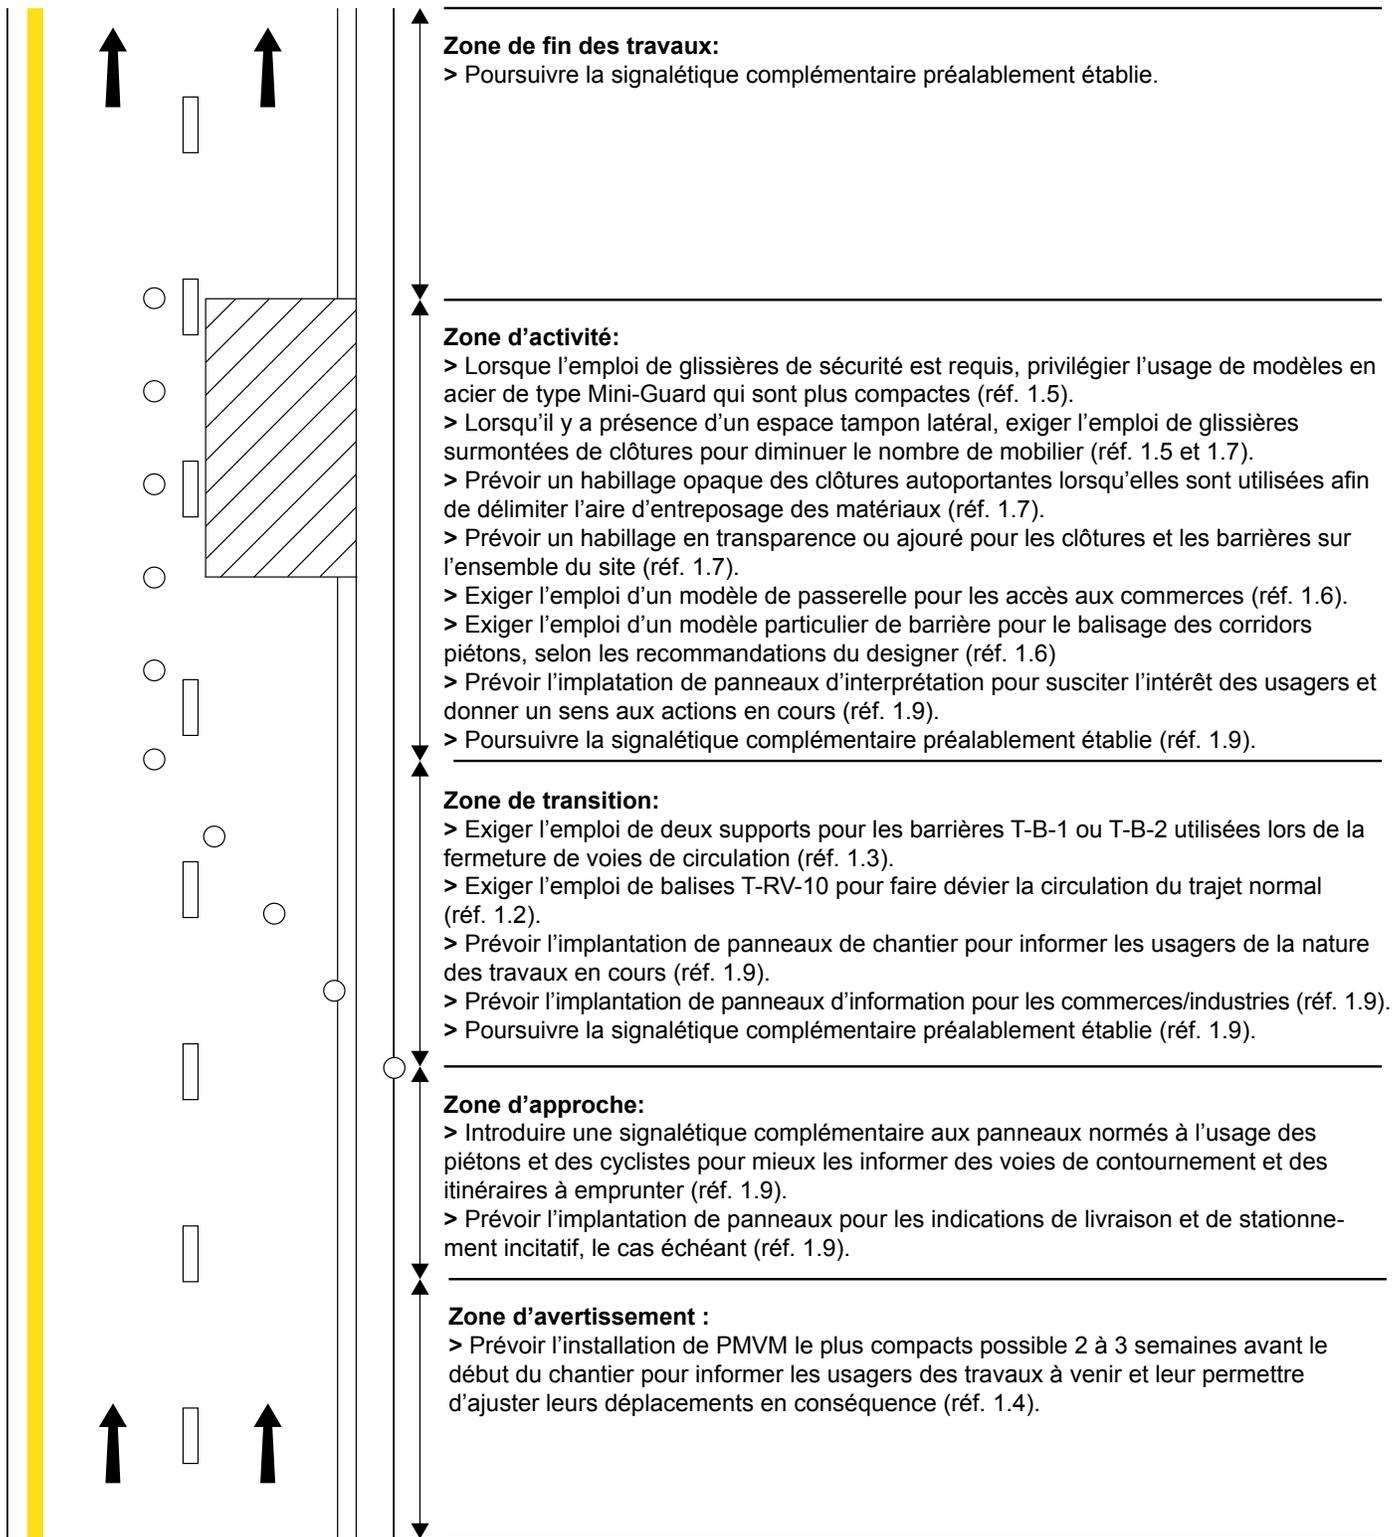 Zone de fin des travaux:
> Poursuivre la signalétique complémentaire préalablement établie.
Zone d’activité:
> Lorsque l’emploi de glissières de sécurité est requis, privilégier l’usage de modèles en
acier de type Mini-Guard qui sont plus compactes (réf. 1.5).
> Lorsqu’il y a présence d’un espace tampon latéral, exiger l’emploi de glissières
surmontées de clôtures pour diminuer le nombre de mobilier (réf. 1.5 et 1.7).
> Prévoir un habillage opaque des clôtures autoportantes lorsqu’elles sont utilisées afin
de délimiter l’aire d’entreposage des matériaux (réf. 1.7).
> Prévoir un habillage en transparence ou ajouré pour les clôtures et les barrières sur
l’ensemble du site (réf. 1.7).
> Exiger l’emploi d’un modèle de passerelle pour les accès aux commerces (réf. 1.6).
> Exiger l’emploi d’un modèle particulier de barrière pour le balisage des corridors
piétons, selon les recommandations du designer (réf. 1.6)
> Prévoir l’implatation de panneaux d’interprétation pour susciter l’intérêt des usagers et
donner un sens aux actions en cours (réf. 1.9).
> Poursuivre la signalétique complémentaire préalablement établie (réf. 1.9).
Zone de transition:
> Exiger l’emploi de deux supports pour les barrières T-B-1 ou T-B-2 utilisées lors de la
fermeture de voies de circulation (réf. 1.3).
> Exiger l’emploi de balises T-RV-10 pour faire dévier la circulation du trajet normal
(réf. 1.2).
> Prévoir l’implantation de panneaux de chantier pour informer les usagers de la nature
des travaux en cours (réf. 1.9).
> Prévoir l’implantation de panneaux d’information pour les commerces/industries (réf. 1.9).
> Poursuivre la signalétique complémentaire préalablement établie (réf. 1.9).
Zone d’approche:
> Introduire une signalétique complémentaire aux panneaux normés à l’usage des
piétons et des cyclistes pour mieux les informer des voies de contournement et des
itinéraires à emprunter (réf. 1.9).
> Prévoir l’implantation de panneaux pour les indications de livraison et de stationne-
ment incitatif, le cas échéant (réf. 1.9).
Zone d’avertissement :
> Prévoir l’installation de PMVM le plus compacts possible 2 à 3 semaines avant le
début du chantier pour informer les usagers des travaux à venir et leur permettre
d’ajuster leurs déplacements en conséquence (réf. 1.4).